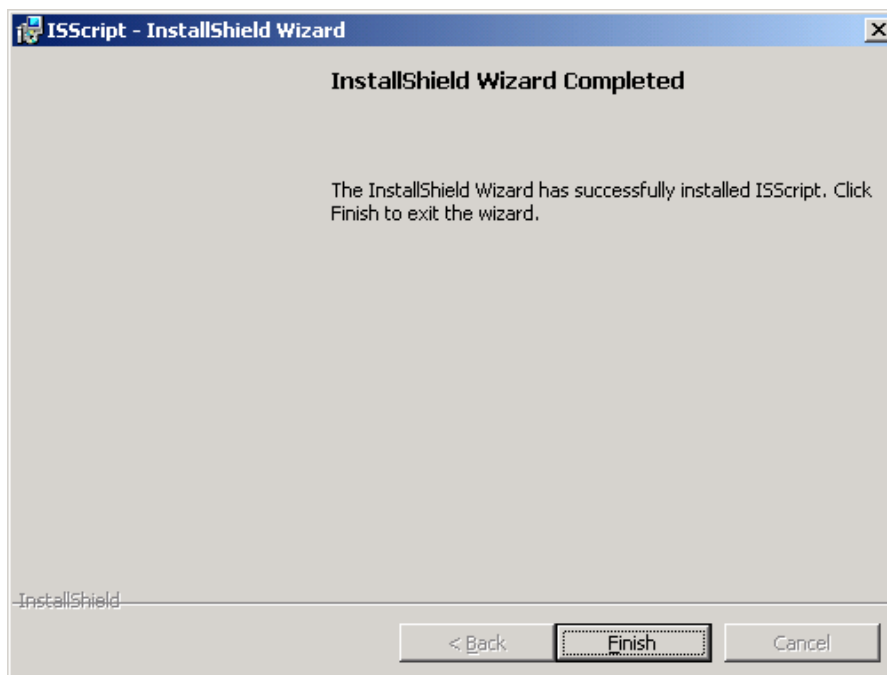 ISScript - InstallShield Wizard
InstallShield Wizard Completed
The InstallShield Wizard has successfully installed ISScript. Click
Finish to exit the wizard.
InstallShield
< Back
Finish
Cancel